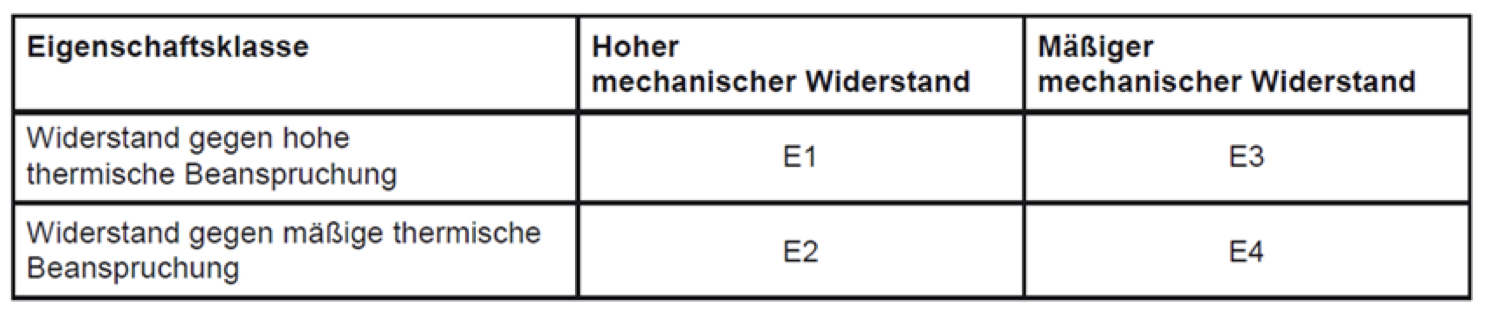 Eigenschaftsklasse
Hoher
mechanischer Widerstand
Mäßiger
mechanischer Widerstand
Widerstand gegen hohe
thermische Beanspruchung
E1
E3
Widerstand gegen mäßige thermische
Beanspruchung
E2
E4